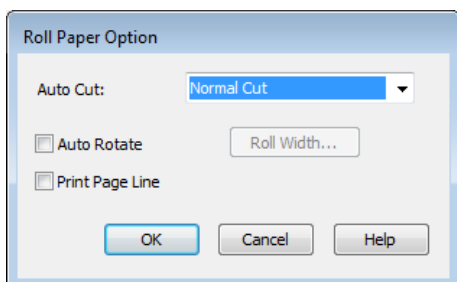 Roll Paper Option
Auto Cut: Normal Cut
Auto Rotate Roll Width...
Print Page Line
OK Cancel Help